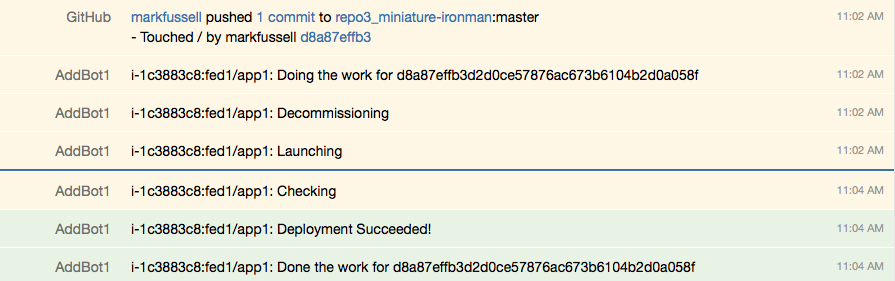 GitHub markfussell pushed 1 commit to repo3_miniature-ironman:master 11:02 AM
- Touched / by markfussell d8a87effb3
AddBot1 i-1c3883c8:fed1/app1: Doing the work for d8a87effb3d2d0ce57876ac673b6104b2d0a058f 11:02 AM
AddBot1 i-1c3883c8:fed1/app1: Decommissioning 11:02 AM
AddBot1 i-1c3883c8:fed1/app1: Launching 11:02 AM
AddBot1 i-1c3883c8:fed1/app1: Checking 11:04 AM
AddBot1 i-1c3883c8:fed1/app1: Deployment Succeeded! 11:04 AM
AddBot1 i-1c3883c8:fed1/app1: Done the work for d8a87effb3d2d0ce57876ac673b6104b2d0a058f 11:04 AM